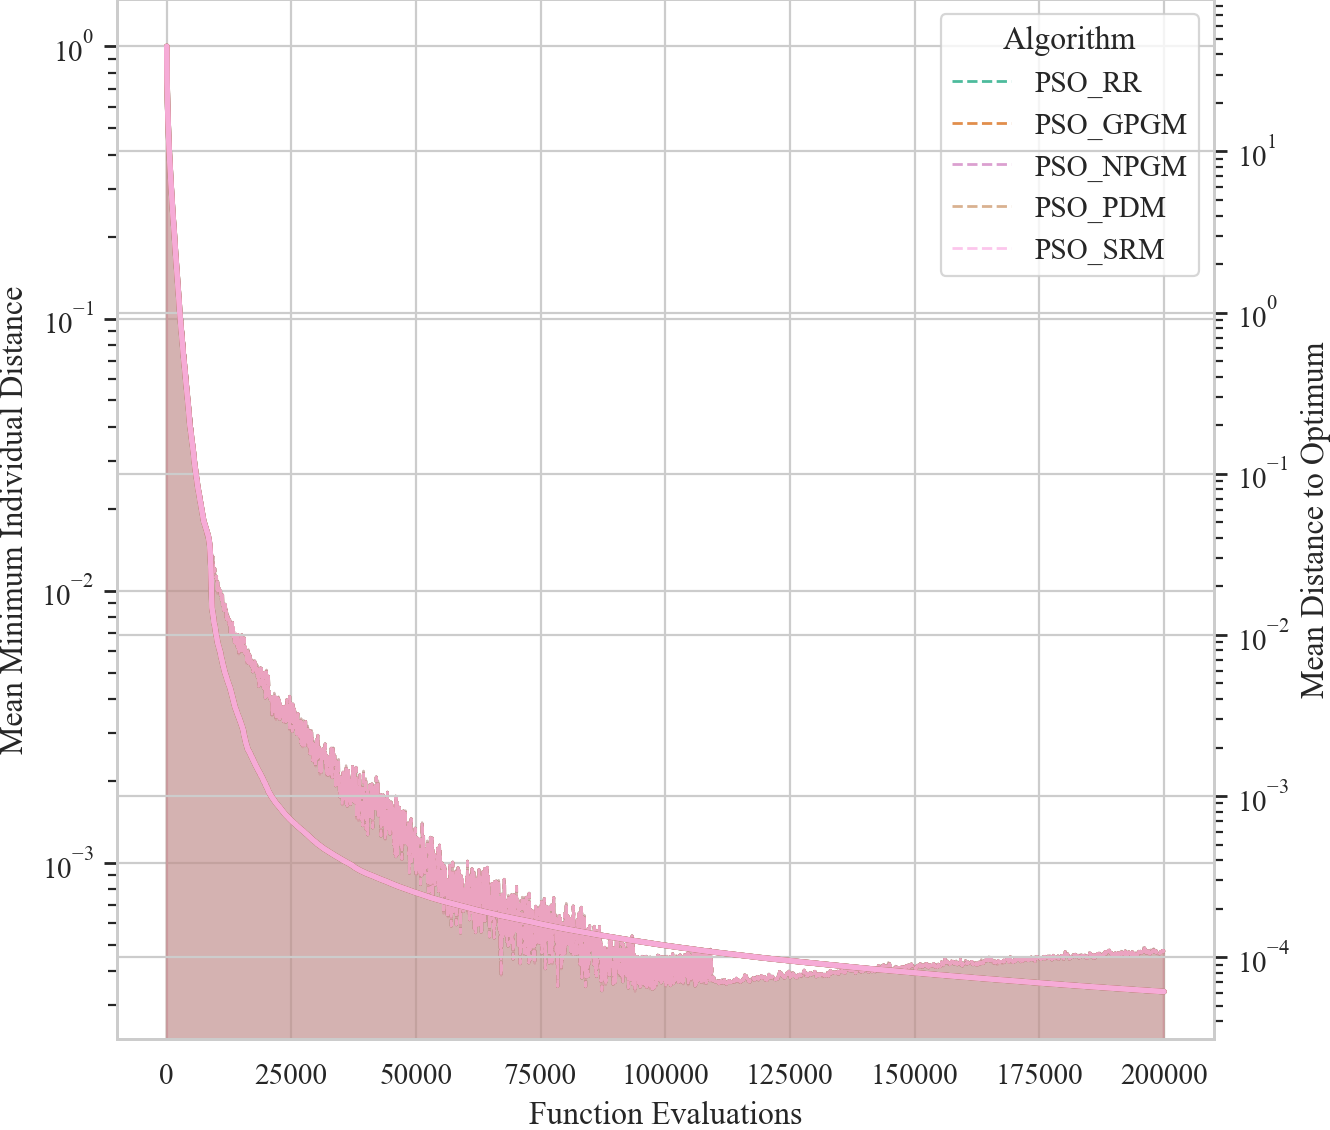 Algorithm
PSO_RR
PSO_GPGM
PSO_NPGM
PSO_PDM
PSO_SRM
10^0
10^−1
10^−2
10^−3
Mean Minimum Individual Distance
10^1
10^0
10^−1
10^−2
10^−3
10^−4
Mean Distance to Optimum
0 25000 50000 75000 100000 125000 150000 175000 200000
Function Evaluations